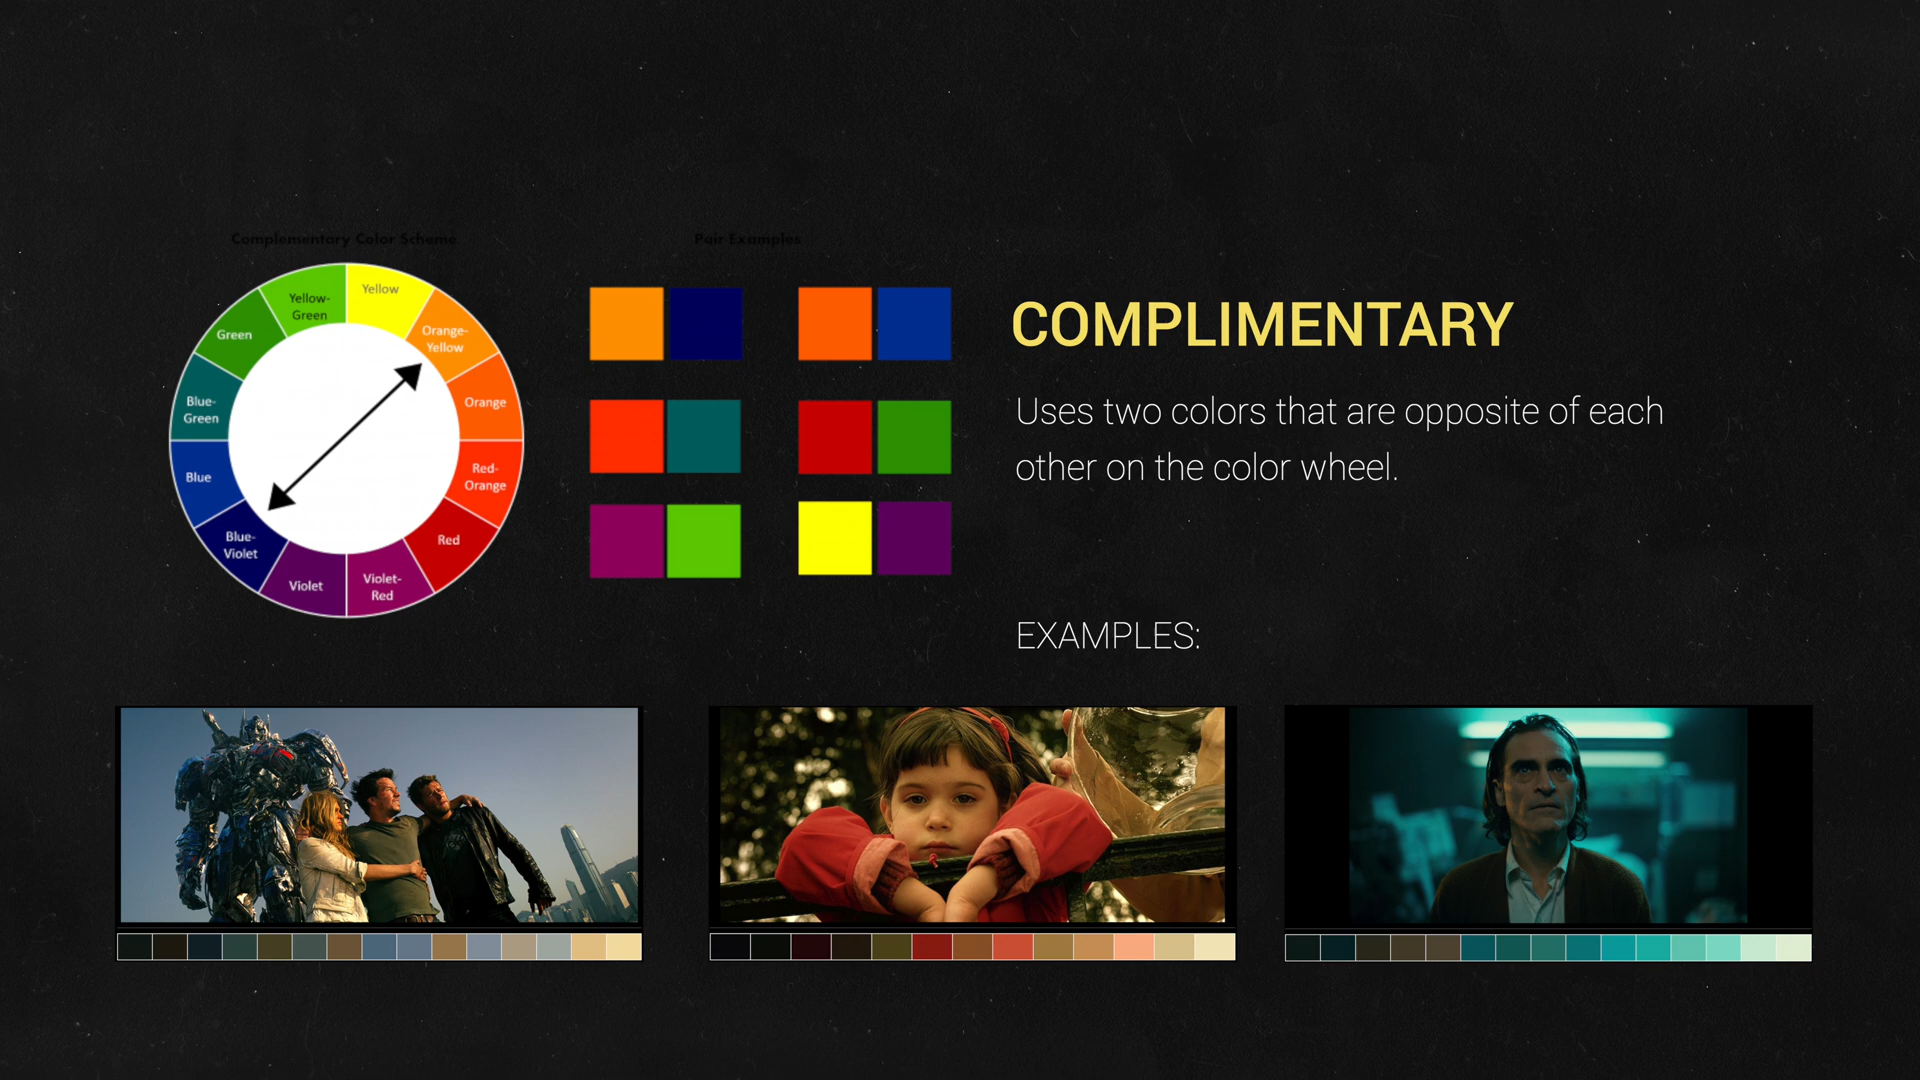 Complementary Color Scheme
Pair Examples
Yellow-
Green
Yellow
Green
Orange-
Yellow
Blue-
Green
Orange
Blue
Red-
Orange
Blue-
Violet
Red
Violet
Violet-
Red
COMPLIMENTARY
Uses two colors that are opposite of each
other on the color wheel.
EXAMPLES: